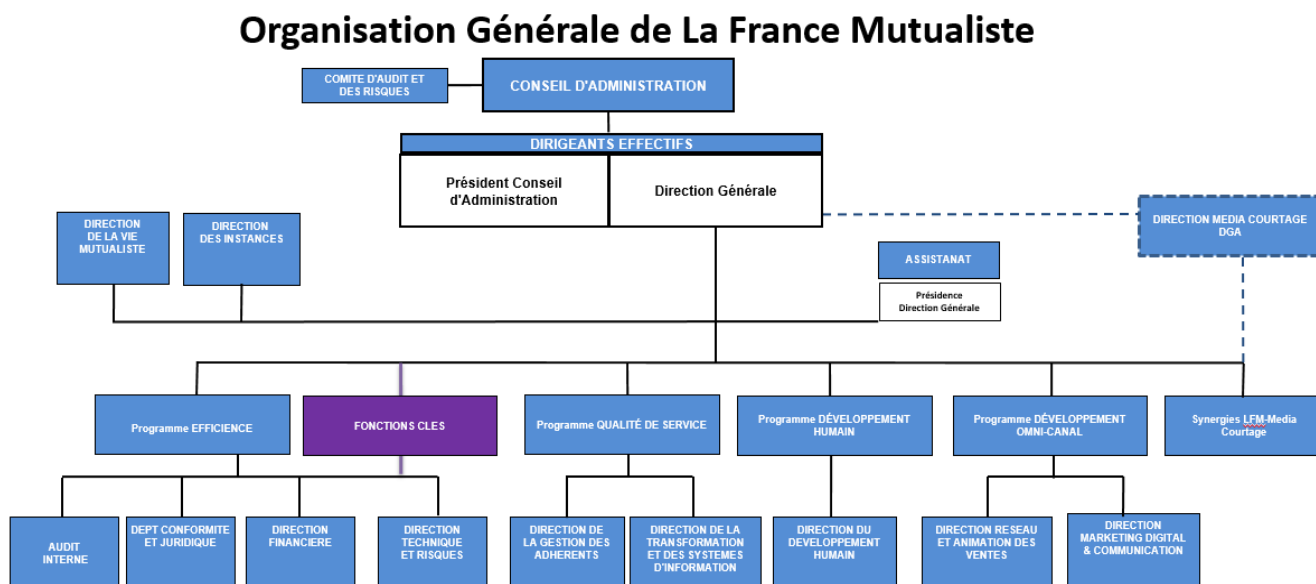 Organisation Générale de La France Mutualiste
COMITE D'AUDIT ET
DES RISQUES
CONSEIL D'ADMINISTRATION
DIRIGEANTS EFFECTIFS
Président Conseil
d'Administration
Direction Générale
DIRECTION
DE LA VIE
MUTUALISTE
DIRECTION
DES INSTANCES
DIRECTION MEDIA COURTAGE
DGA
ASSISTANAT
Présidence
Direction Générale
Programme EFFICIENCE
FONCTIONS CLES
Programme QUALITÉ DE SERVICE
Programme DÉVELOPPEMENT
HUMAIN
Programme DÉVELOPPEMENT
OMNI-CANAL
Synergies LFM-Media
Courtage
AUDIT
INTERNE
DEPT CONFORMITE
ET JURIDIQUE
DIRECTION
FINANCIERE
DIRECTION
TECHNIQUE
ET RISQUES
DIRECTION DE
LA GESTION DES
ADHERENTS
DIRECTION DE LA
TRANSFORMATION
ET DES SYSTEMES
D'INFORMATION
DIRECTION DU
DEVELOPPEMENT
HUMAIN
DIRECTION RESEAU
ET ANIMATION DES
VENTES
DIRECTION
MARKETING DIGITAL
& COMMUNICATION